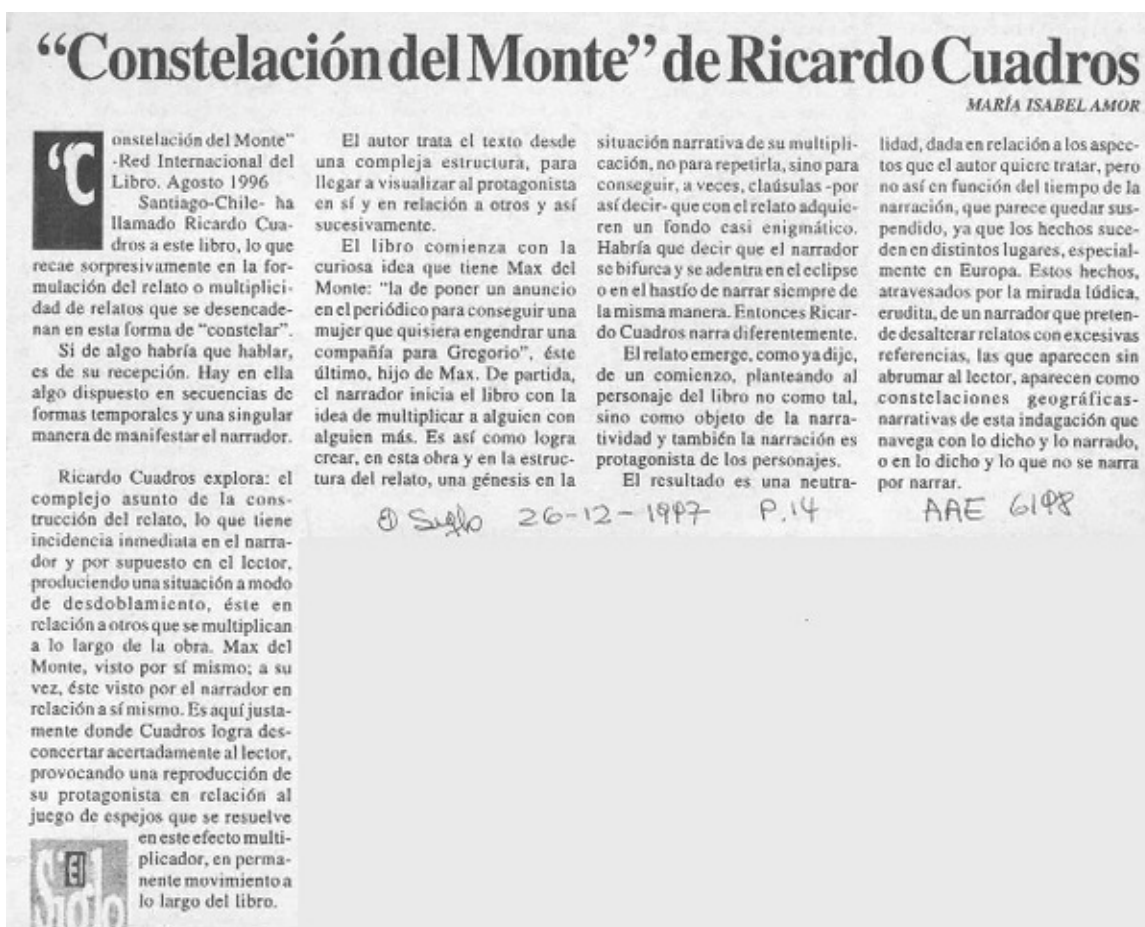 “Constelación del Monte” de Ricardo Cuadros
MARÍA ISABEL AMOR
“Constelación del Monte”
-Red Internacional del
Libro. Agosto 1996
Santiago-Chile- ha
llamado Ricardo Cua-
dros a este libro, lo que
recae sorpresivamente en la for-
mulación del relato o multiplici-
dad de relatos que se desencade-
nan en esta forma de “constelar”.
Si de algo habría que hablar,
es de su recepción. Hay en ella
algo dispuesto en secuencias de
formas temporales y una singular
manera de manifestar el narrador.
Ricardo Cuadros explora: el
complejo asunto de la cons-
trucción del relato, lo que tiene
incidencia inmediata en el narra-
dor y por supuesto en el lector,
produciendo una situación a modo
de desdoblamiento, éste en
relación a otros que se multiplican
a lo largo de la obra. Max del
Monte, visto por sí mismo; a su
vez, éste visto por el narrador en
relación a sí mismo. Es aquí justa-
mente donde Cuadros logra des-
concertar acertadamente al lector,
provocando una reproducción de
su protagonista en relación al
juego de espejos que se resuelve
en este efecto multi-
plicador, en perma-
nente movimiento a
lo largo del libro.
El Siglo
El autor trata el texto desde
una compleja estructura, para
llegar a visualizar al protagonista
en sí y en relación a otros y así
sucesivamente.
El libro comienza con la
curiosa idea que tiene Max del
Monte: “la de poner un anuncio
en el periódico para conseguir una
mujer que quisiera engendrar una
compañía para Gregorio”, éste
último, hijo de Max. De partida,
el narrador inicia el libro con la
idea de multiplicar a alguien con
alguien más. Es así como logra
crear, en esta obra y en la estruc-
tura del relato, una génesis en la
situación narrativa de su multipli-
cación, no para repetirla, sino para
conseguir, a veces, claúsulas -por
así decir- que con el relato adquie-
ren un fondo casi enigmático.
Habría que decir que el narrador
se bifurca y se adentra en el eclipse
o en el hastío de narrar siempre de
la misma manera. Entonces Ricar-
do Cuadros narra diferentemente.
El relato emerge, como ya dije,
de un comienzo, planteando al
personaje del libro no como tal,
sino como objeto de la narra-
tividad y también la narración es
protagonista de los personajes.
El resultado es una neutra-
lidad, dada en relación a los aspec-
tos que el autor quiere tratar, pero
no así en función del tiempo de la
narración, que parece quedar sus-
pendido, ya que los hechos suce-
den en distintos lugares, especial-
mente en Europa. Estos hechos,
atravesados por la mirada lúdica,
erudita, de un narrador que preten-
de desalterar relatos con excesivas
referencias, las que aparecen sin
abrumar al lector, aparecen como
constelaciones geográficas-
narrativas de esta indagación que
navega con lo dicho y lo narrado,
o en lo dicho y lo que no se narra
por narrar.
El Siglo 26-12-1997 P.14 AAE 6198